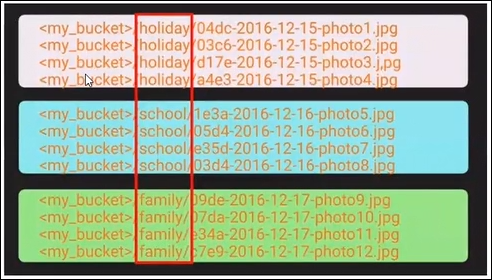 <my_bucket>/holiday/04dc-2016-12-15-photo1.jpg
<my_bucket>/holiday/03c6-2016-12-15-photo2.jpg
<my_bucket>/holiday/d17e-2016-12-15-photo3.j,pg
<my_bucket>/holiday/a4e3-2016-12-15-photo4.jpg
<my_bucket>/school/1e3a-2016-12-16-photo5.jpg
<my_bucket>/school/05d4-2016-12-16-photo6.jpg
<my_bucket>/school/e35d-2016-12-16-photo7.jpg
<my_bucket>/school/03d4-2016-12-16-photo8.jpg
<my_bucket>/family/09de-2016-12-17-photo9.jpg
<my_bucket>/family/07da-2016-12-17-photo10.jpg
<my_bucket>/family/e34a-2016-12-17-photo11.jpg
<my_bucket>/family/c7e9-2016-12-17-photo12.jpg